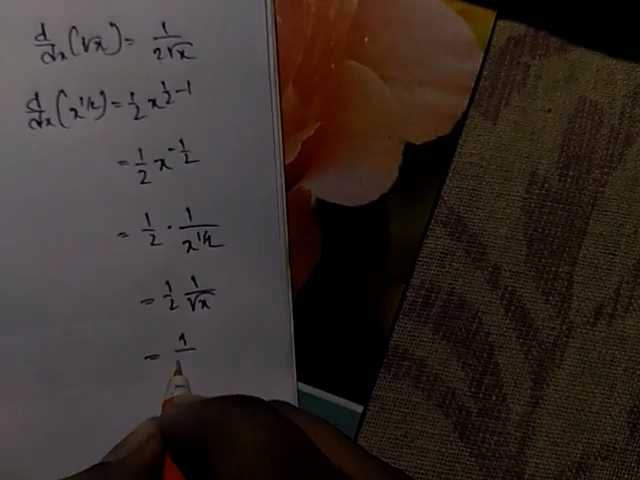 d/dx (√x) = 1/2√x
d/dx (x^1/2) = 1/2 x^1/2-1
= 1/2 x^-1/2
= 1/2 · 1/x^1/2
= 1/2 1/√x
= 1/